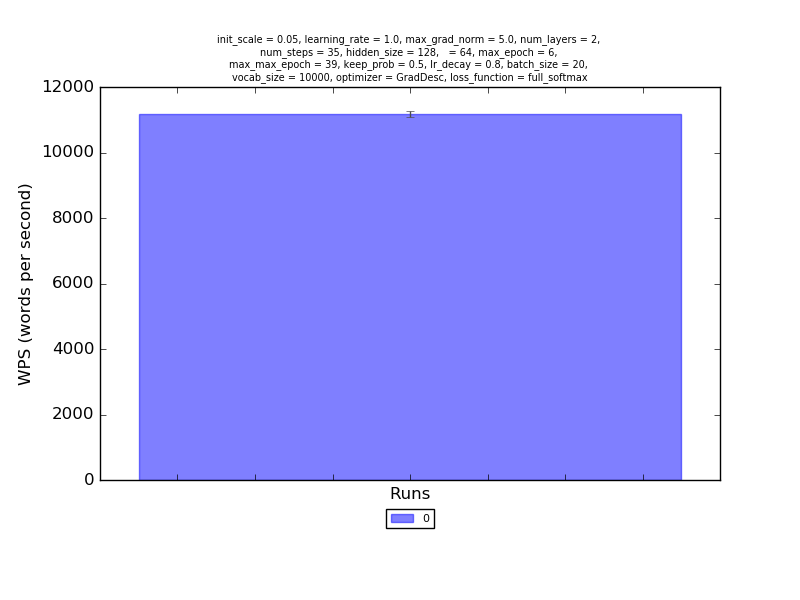 init_scale = 0.05, learning_rate = 1.0, max_grad_norm = 5.0, num_layers = 2,
num_steps = 35, hidden_size = 128,   = 64, max_epoch = 6,
max_max_epoch = 39, keep_prob = 0.5, lr_decay = 0.8, batch_size = 20,
vocab_size = 10000, optimizer = GradDesc, loss_function = full_softmax
12000
10000
8000
6000
4000
2000
0
WPS (words per second)
Runs
0